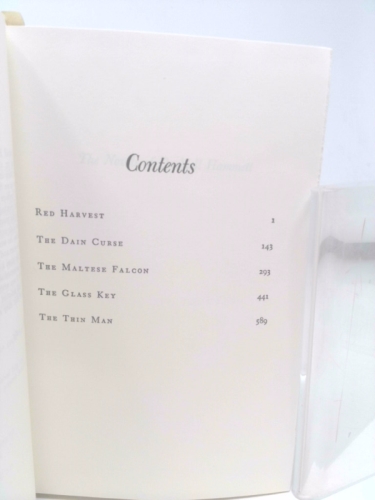 Contents
RED HARVEST 1
THE DAIN CURSE 143
THE MALTESE FALCON 293
THE GLASS KEY 441
THE THIN MAN 589